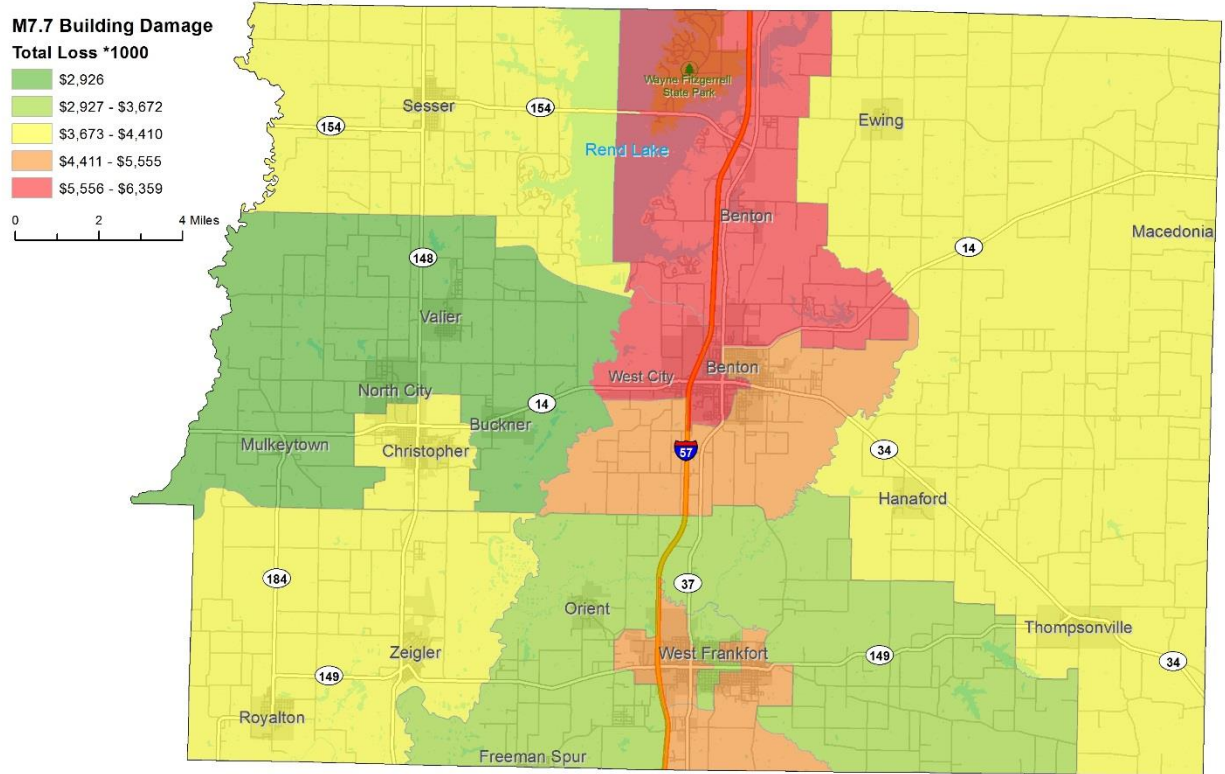 M7.7 Building Damage
Total Loss *1000
$2,926
$2,927 - $3,672
$3,673 - $4,410
$4,411 - $5,555
$5,556 - $6,359
0 2 4 Miles
Wayne Fitzgerrell
State Park
Sesser
154
154
Ewing
Rend Lake
Benton
Macedonia
14
148
Valier
North City
West City
Benton
14
Buckner
Mulkeytown
Christopher
57
34
Hanaford
184
37
Orient
Thompsonville
Zeigler
West Frankfort
149
34
149
Royalton
Freeman Spur